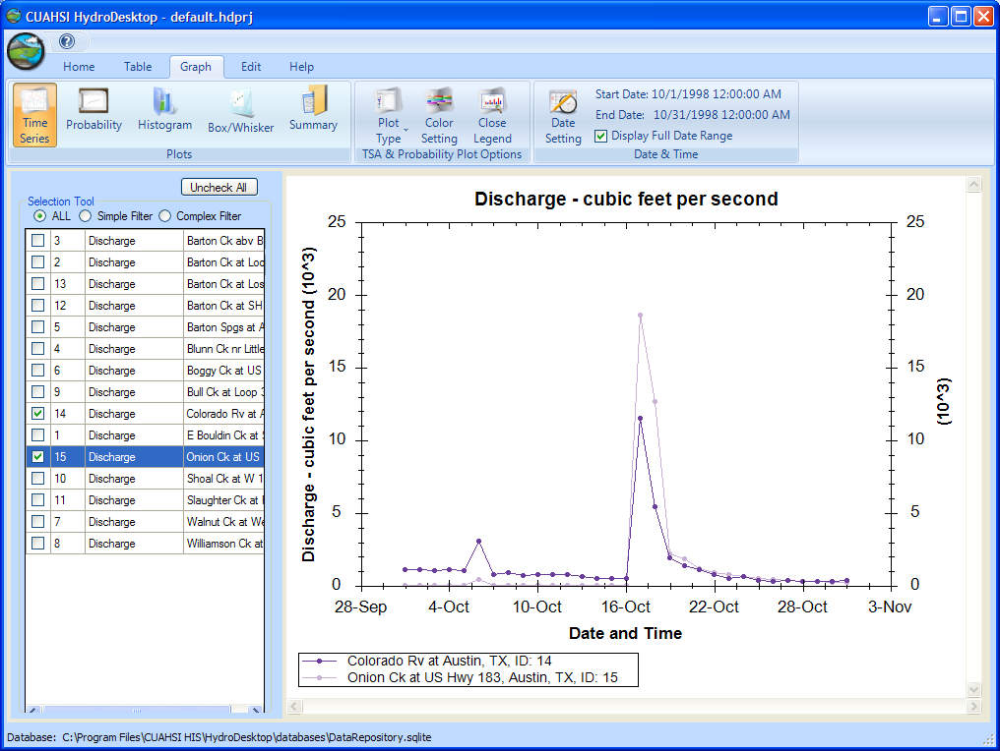 CUAHSI HydroDesktop - default.hdprj
Home Table Graph Edit Help
Time Series
Probability
Histogram
Box/Whisker
Summary
Plots
Plot Type
Color Setting
Close Legend
TSA & Probability Plot Options
Date Setting
Start Date: 10/1/1998 12:00:00 AM
End Date: 10/31/1998 12:00:00 AM
Display Full Date Range
Date & Time
Uncheck All
Selection Tool
ALL Simple Filter Complex Filter
3 Discharge Barton Ck abv B
2 Discharge Barton Ck at Loo
13 Discharge Barton Ck at Los
12 Discharge Barton Ck at SH
5 Discharge Barton Spgs at A
4 Discharge Blunn Ck nr Little
6 Discharge Boggy Ck at US
9 Discharge Bull Ck at Loop 3
14 Discharge Colorado Rv at A
1 Discharge E Bouldin Ck at S
15 Discharge Onion Ck at US
10 Discharge Shoal Ck at W 1
11 Discharge Slaughter Ck at
7 Discharge Walnut Ck at We
8 Discharge Williamson Ck at
Discharge - cubic feet per second
Discharge - cubic feet per second (10^3)
25 25
20 20
15 15
10 10
5 5
0 0
(10^3)
28-Sep 4-Oct 10-Oct 16-Oct 22-Oct 28-Oct 3-Nov
Date and Time
Colorado Rv at Austin, TX, ID: 14
Onion Ck at US Hwy 183, Austin, TX, ID: 15
Database: C:\Program Files\CUAHSI HIS\HydroDesktop\databases\DataRepository.sqlite